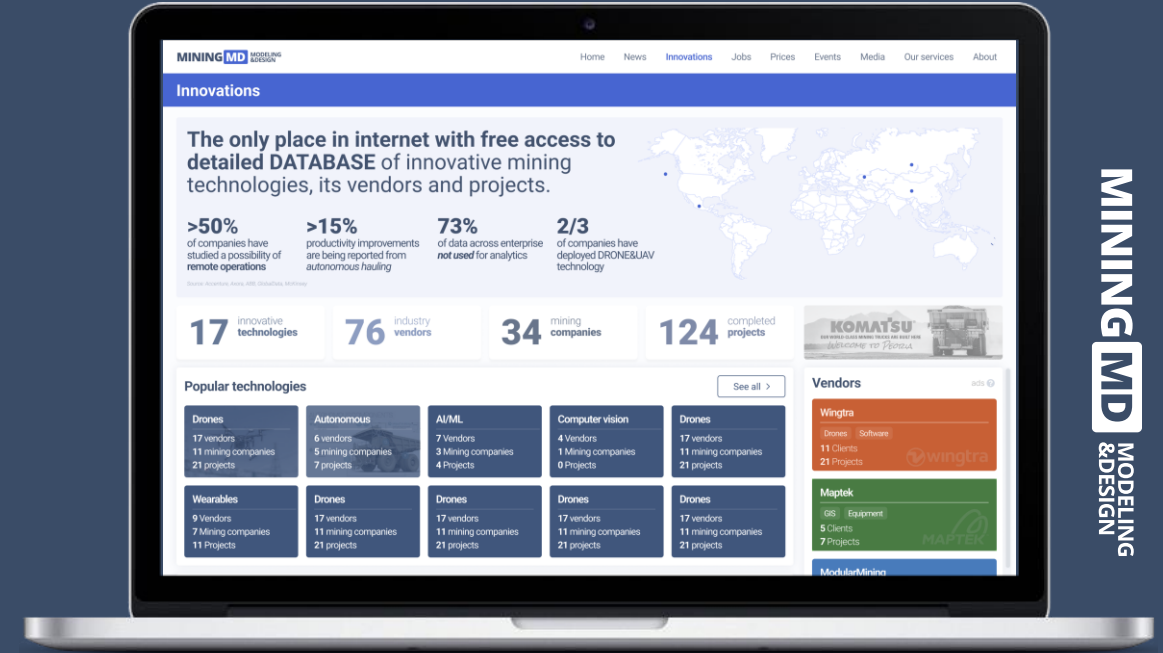 MINING MD MODELING
&DESIGN
Home News Innovations Jobs Prices Events Media Our services About
Innovations
The only place in internet with free access to
detailed DATABASE of innovative mining
technologies, its vendors and projects.
>50%
of companies have
studied a possibility of
remote operations
>15%
productivity improvements
are being reported from
autonomous hauling
73%
of data across enterprise
not used for analytics
2/3
of companies have
deployed DRONE&UAV
technology
17 innovative
technologies
76 industry
vendors
34 mining
companies
124 completed
projects
KOMATSU
WELCOME TO PEORIA
Popular technologies
See all >
Drones
17 vendors
11 mining companies
21 projects
Autonomous
6 vendors
5 mining companies
7 projects
AI/ML
7 Vendors
3 Mining companies
4 Projects
Computer vision
4 Vendors
1 Mining companies
0 Projects
Drones
17 vendors
11 mining companies
21 projects
Wearables
9 Vendors
7 Mining companies
11 Projects
Drones
17 vendors
11 mining companies
21 projects
Drones
17 vendors
11 mining companies
21 projects
Drones
17 vendors
11 mining companies
21 projects
Drones
17 vendors
11 mining companies
21 projects
Vendors
ads ?
Wingtra
Drones Software
11 Clients
21 Projects
wingtra
Maptek
GIS Equipment
5 Clients
7 Projects
MAPTEK
ModularMining
MINING MD MODELING
&DESIGN